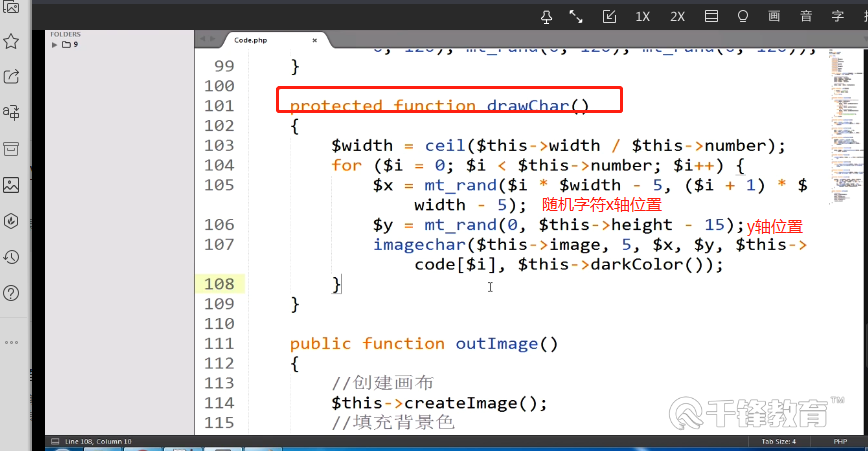 1X 2X 画 音 字
FOLDERS
9
Code.php
99 }
100
101 protected function drawChar()
102 {
103 $width = ceil($this->width / $this->number);
104 for ($i = 0; $i < $this->number; $i++) {
105 $x = mt_rand($i * $width - 5, ($i + 1) * $
width - 5); 随机字符x轴位置
106 $y = mt_rand(0, $this->height - 15); y轴位置
107 imagechar($this->image, 5, $x, $y, $this->
code[$i], $this->darkColor());
108 }
109 }
110
111 public function outImage()
112 {
113 //创建画布
114 $this->createImage();
115 //填充背景色
千锋教育 TM
Line 108, Column 10 Tab Size: 4 PHP